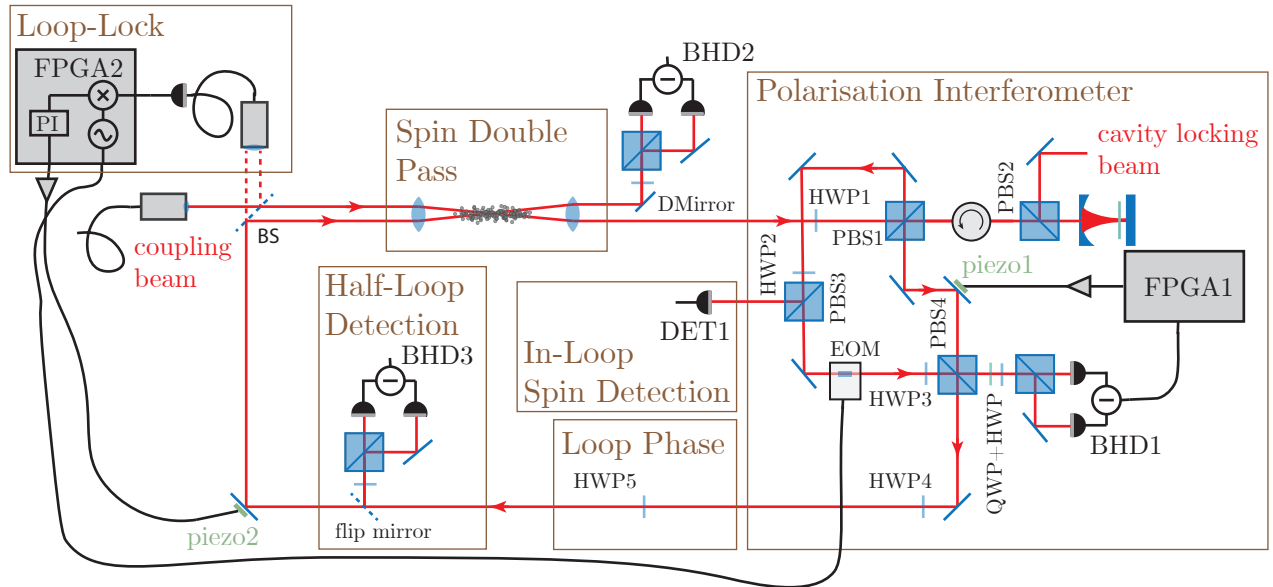 Loop-Lock
FPGA2
PI
BHD2
Spin Double
Pass
DMirror
coupling
beam
BS
Polarisation Interferometer
cavity locking
beam
PBS2
HWP1
PBS1
HWP2
PBS3
piezo1
FPGA1
PBS4
EOM
HWP3
QWP+HWP
BHD1
HWP4
Half-Loop
Detection
BHD3
flip mirror
DET1
In-Loop
Spin Detection
Loop Phase
HWP5
piezo2